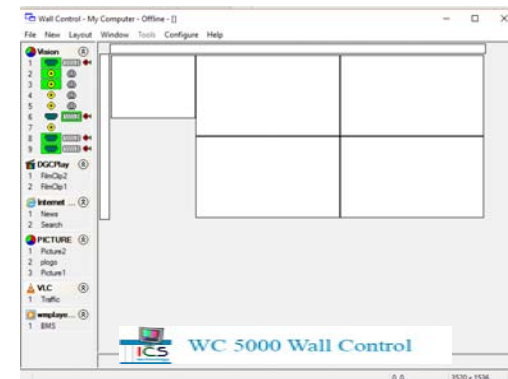 Wall Control - My Computer - Offline - []
File New Layout Window Tools Configure Help
Vision
1
2
3
4
5
6
7
8
9
DGCPlay
1 FilmClip2
2 FilmClip1
Internet ...
1 News
2 Search
PICTURE
1 Picture2
2 plogo
3 Picture1
VLC
1 Traffic
wmplaye...
1 BMS
ICS WC 5000 Wall Control
0, 0 3520 x 1536